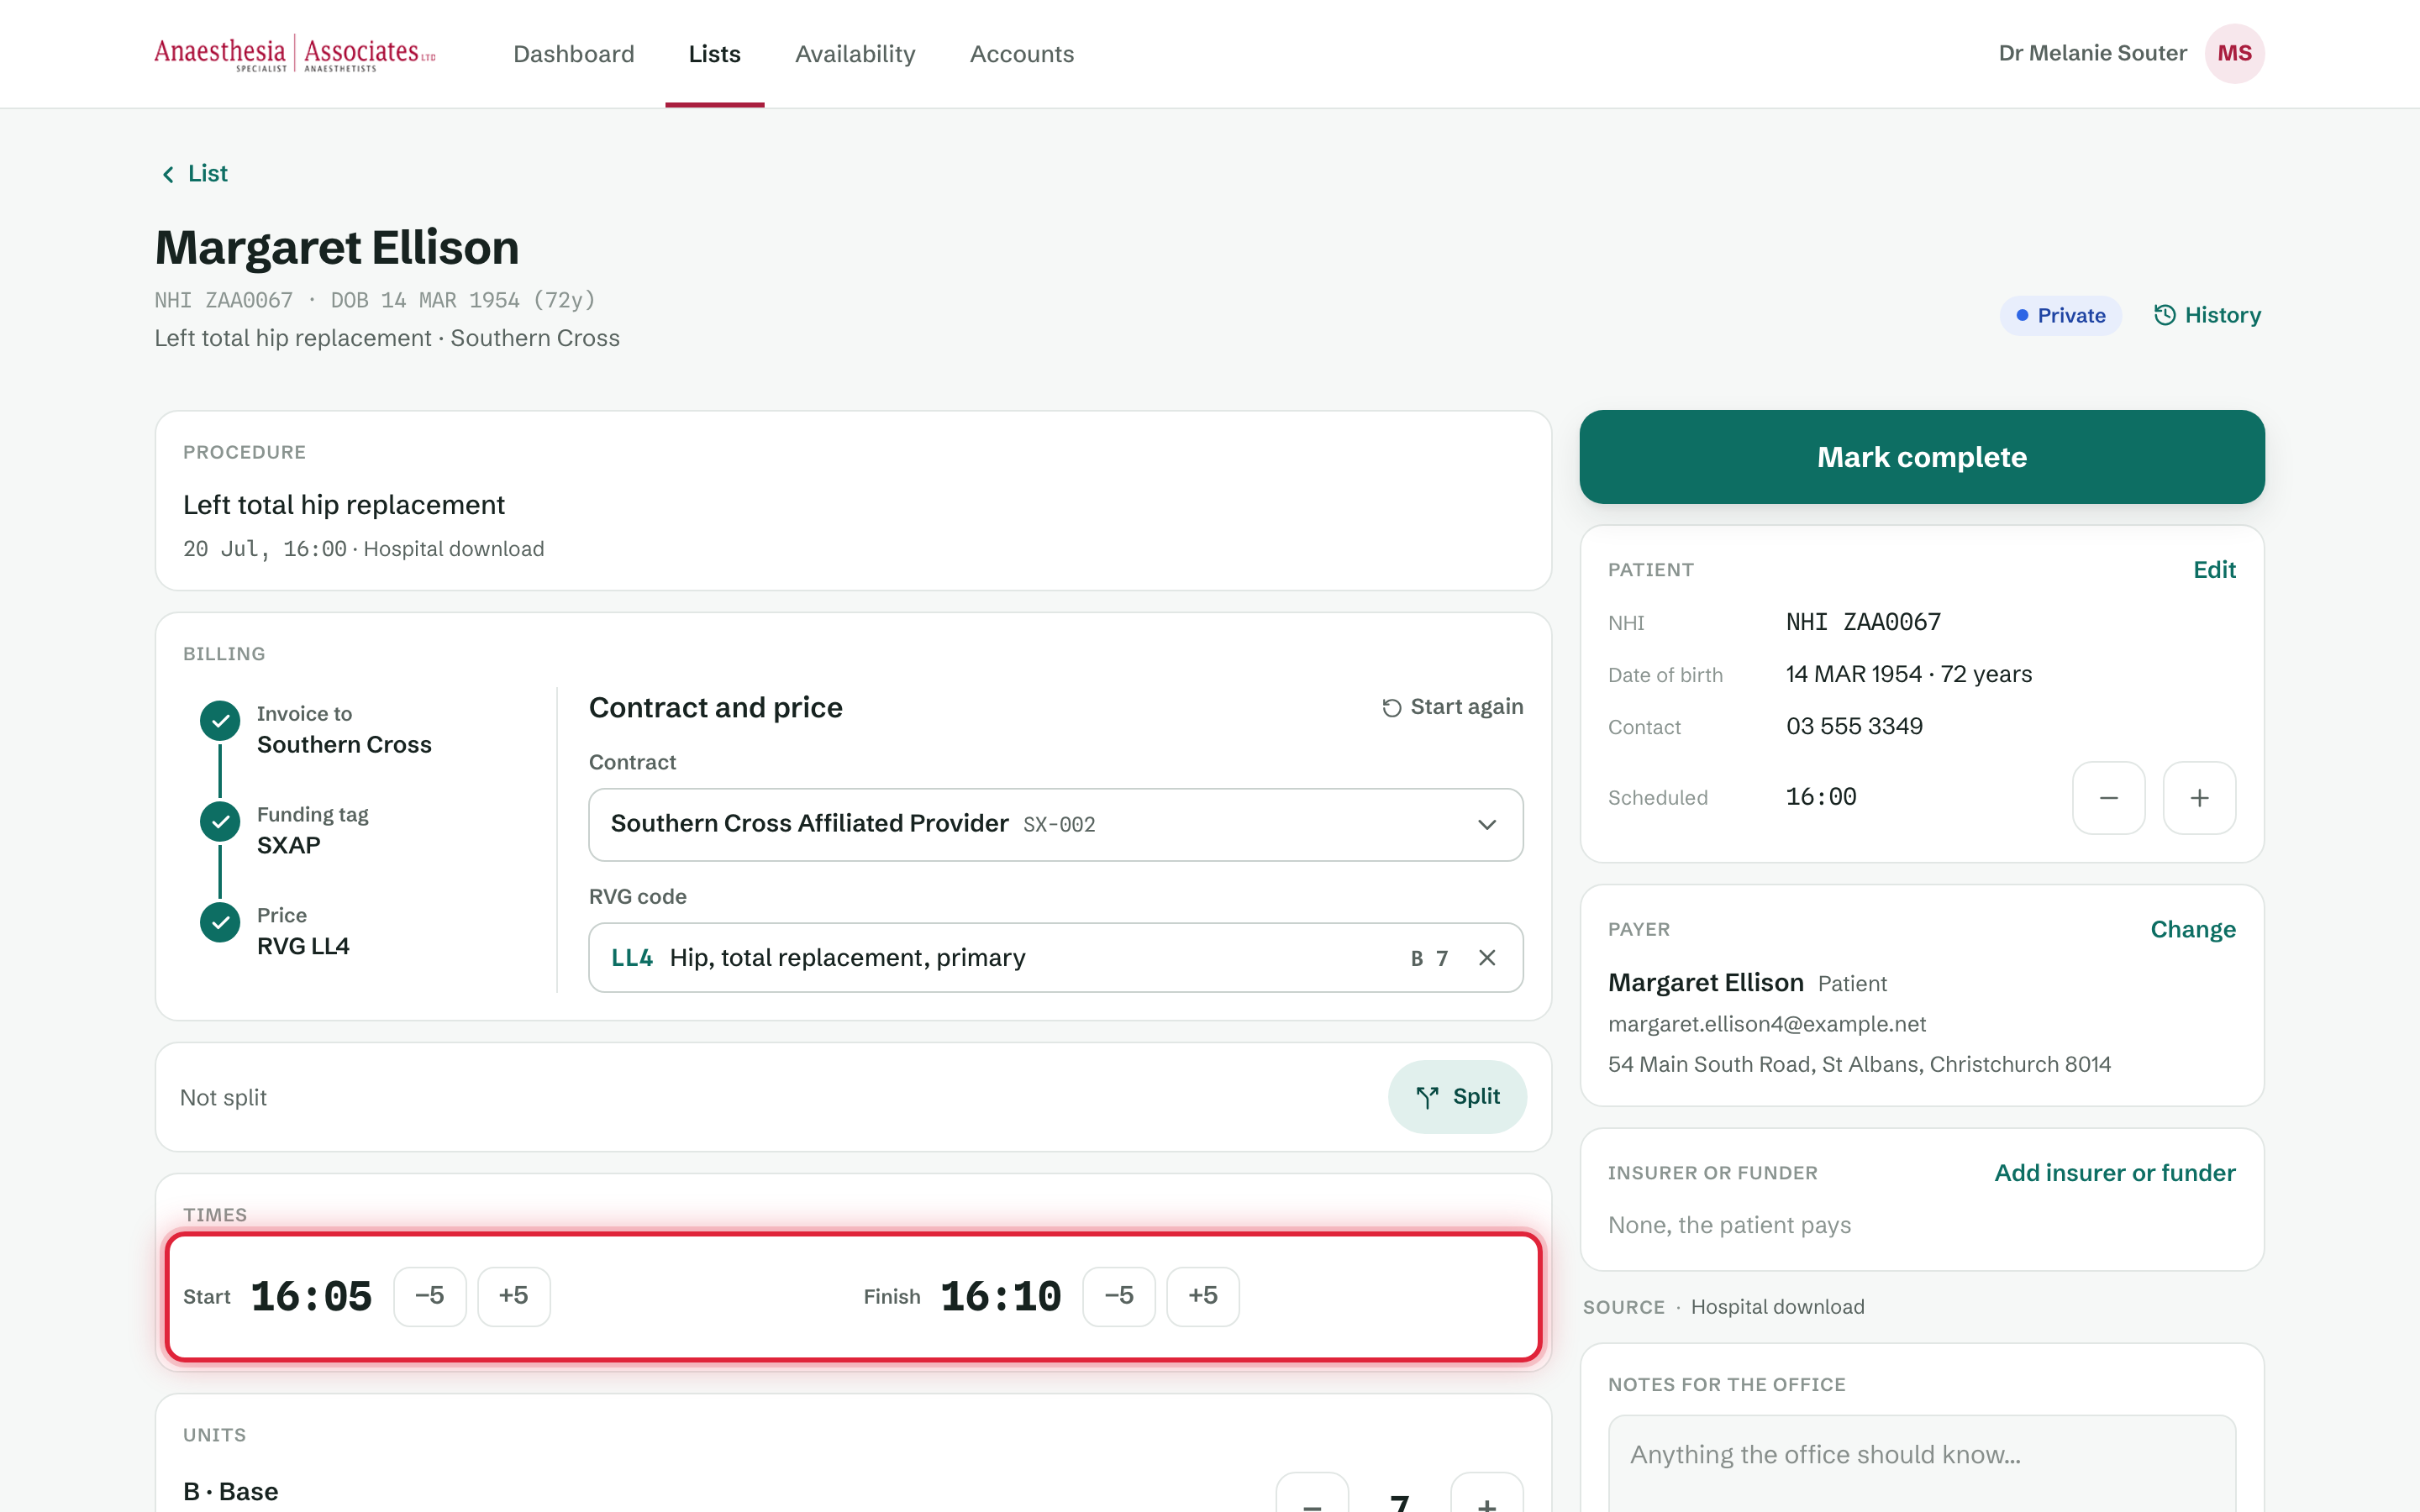 Anaesthesia | Associates LTD
SPECIALIST ANAESTHETISTS
Dashboard
Lists
Availability
Accounts
Dr Melanie Souter
MS
List
Margaret Ellison
NHI ZAA0067 · DOB 14 MAR 1954 (72y)
Left total hip replacement · Southern Cross
Private
History
PROCEDURE
Left total hip replacement
20 Jul, 16:00 · Hospital download
BILLING
Invoice to
Southern Cross
Funding tag
SXAP
Price
RVG LL4
Contract and price
Start again
Contract
Southern Cross Affiliated Provider SX-002
RVG code
LL4 Hip, total replacement, primary B 7
Not split
Split
TIMES
Start 16:05 −5 +5
Finish 16:10 −5 +5
UNITS
B · Base
− 7 +
Mark complete
PATIENT
Edit
NHI NHI ZAA0067
Date of birth 14 MAR 1954 · 72 years
Contact 03 555 3349
Scheduled 16:00 − +
PAYER
Change
Margaret Ellison Patient
margaret.ellison4@example.net
54 Main South Road, St Albans, Christchurch 8014
INSURER OR FUNDER
Add insurer or funder
None, the patient pays
SOURCE · Hospital download
NOTES FOR THE OFFICE
Anything the office should know...